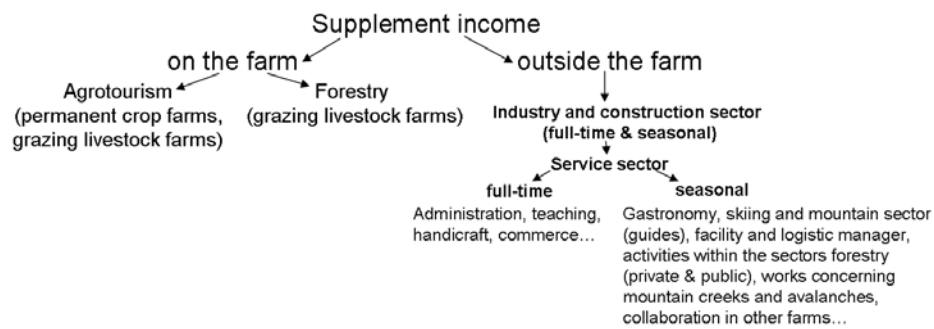 Supplement income
on the farm
outside the farm
Agrotourism
(permanent crop farms,
grazing livestock farms)
Forestry
(grazing livestock farms)
Industry and construction sector
(full-time & seasonal)
Service sector
full-time
Administration, teaching,
handicraft, commerce...
seasonal
Gastronomy, skiing and mountain sector
(guides), facility and logistic manager,
activities within the sectors forestry
(private & public), works concerning
mountain creeks and avalanches,
collaboration in other farms...